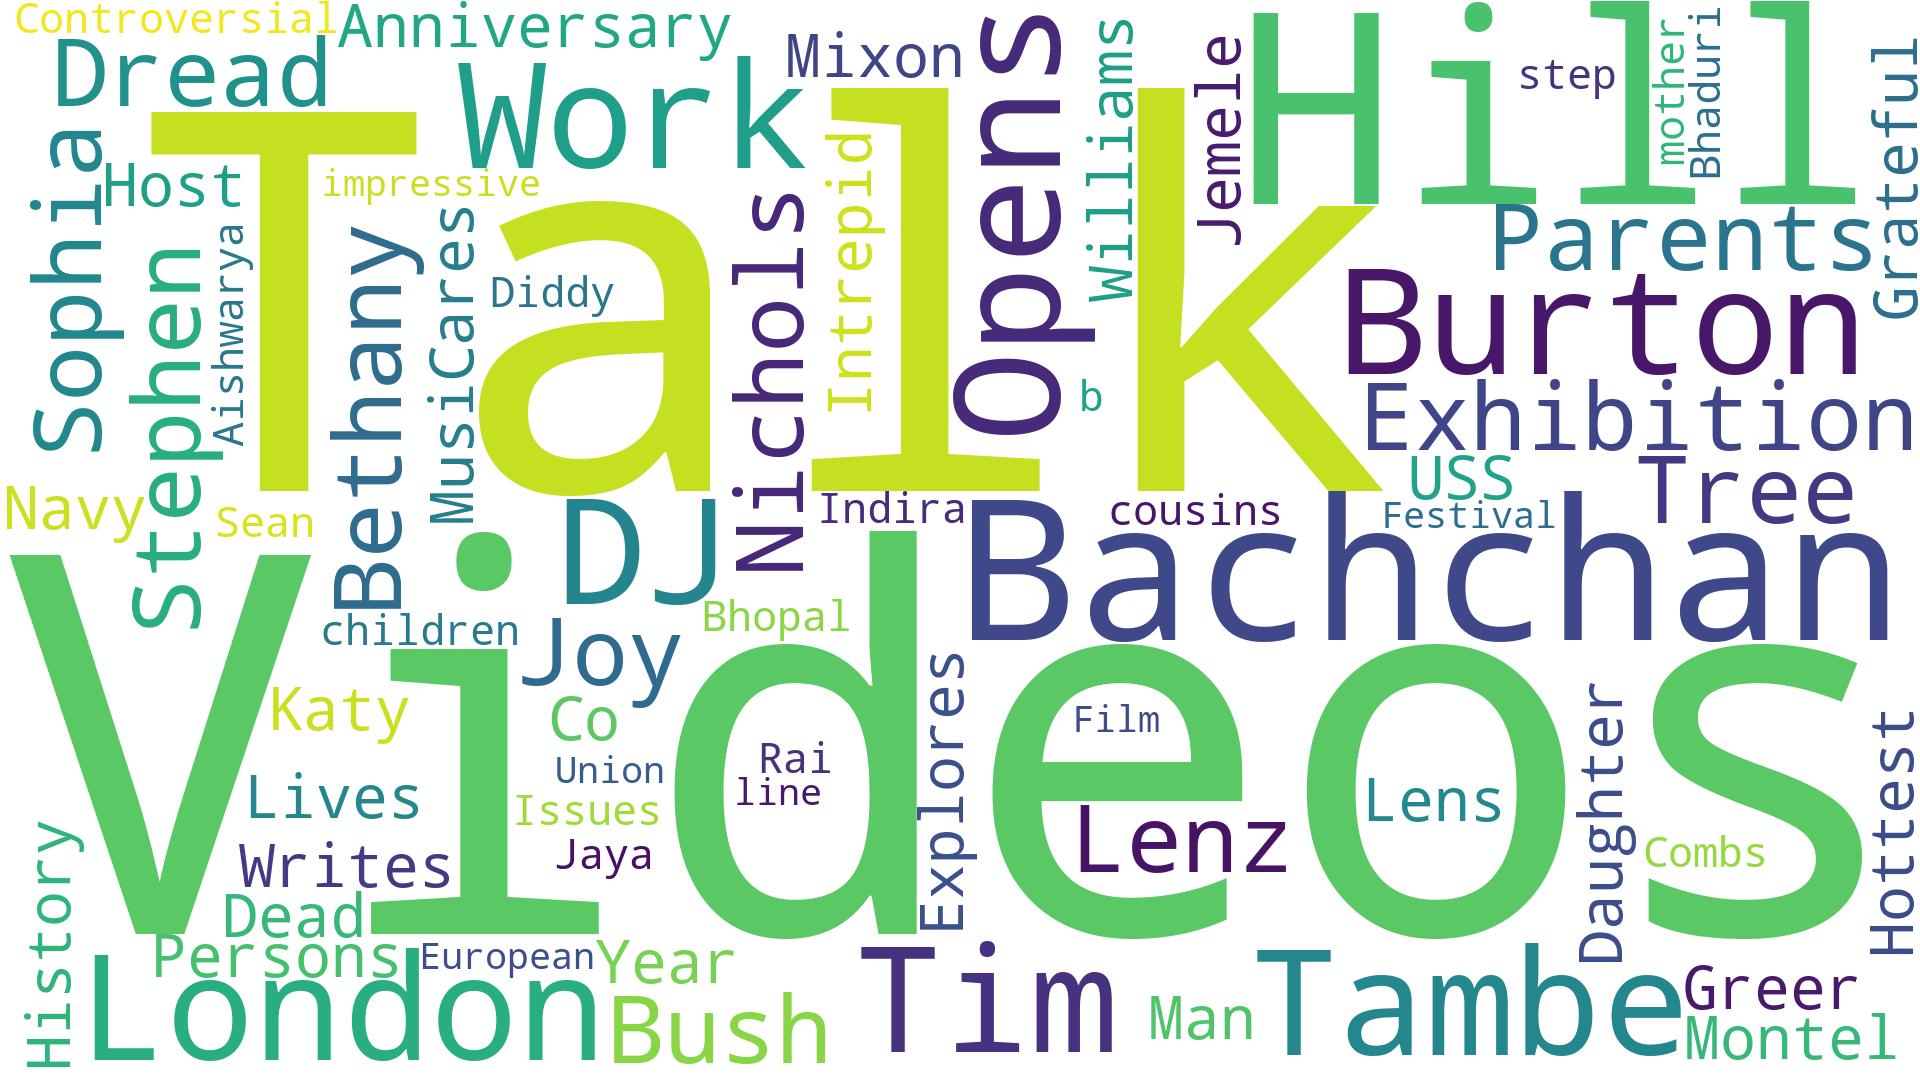 Controversial
Anniversary
Dread
Work
Mixon
Opens
Williams
Jemele
Hill
step
mother
Bhaduri
Grateful
Sophia
Host
impressive
Talk
Stephen
Aishwarya
Bethany
MusiCares
Diddy
Nichols
Intrepid
b
Parents
Burton
Exhibition
USS
Tree
Navy
Sean
DJ
Indira
cousins
Festival
Bachchan
Videos
children
Joy
Bhopal
Katy
Co
Union
Issues
Jaya
Rai
line
Explores
Film
Lenz
Lens
Daughter
Combs
Hottest
Lives
Writes
Dead
History
Persons
European
Year
London
Bush
Tim
Man
Tambe
Greer
Montel